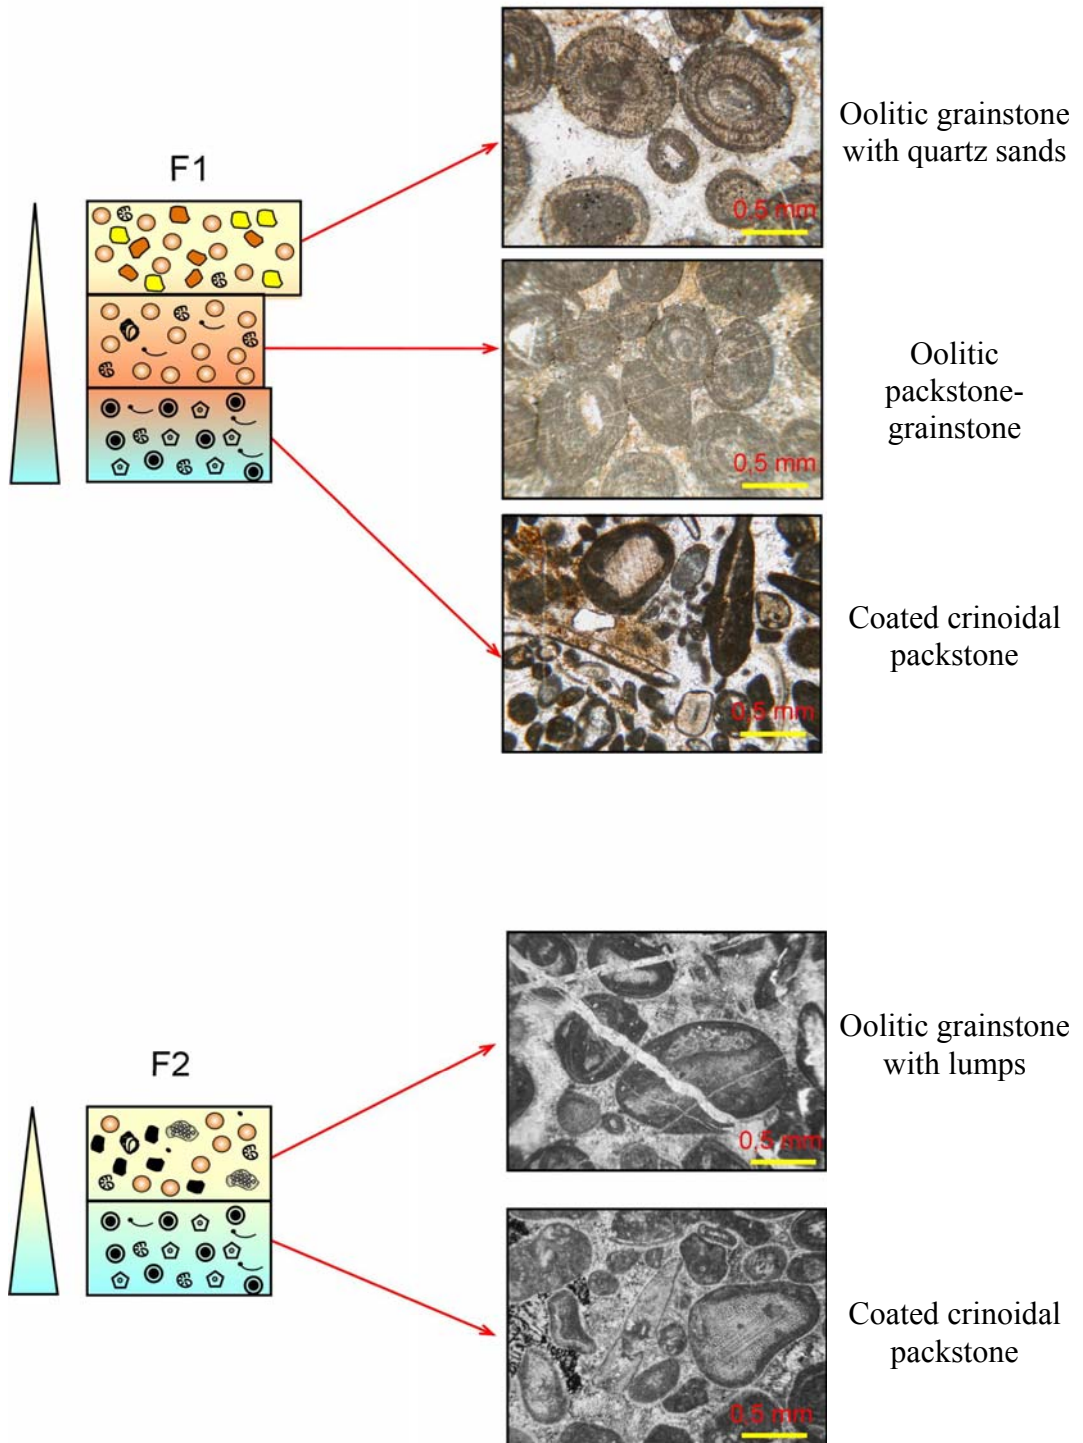 F1
Oolitic grainstone
with quartz sands
0,5 mm
Oolitic
packstone-
grainstone
0,5 mm
Coated crinoidal
packstone
0,5 mm
F2
Oolitic grainstone
with lumps
0,5 mm
Coated crinoidal
packstone
0,5 mm